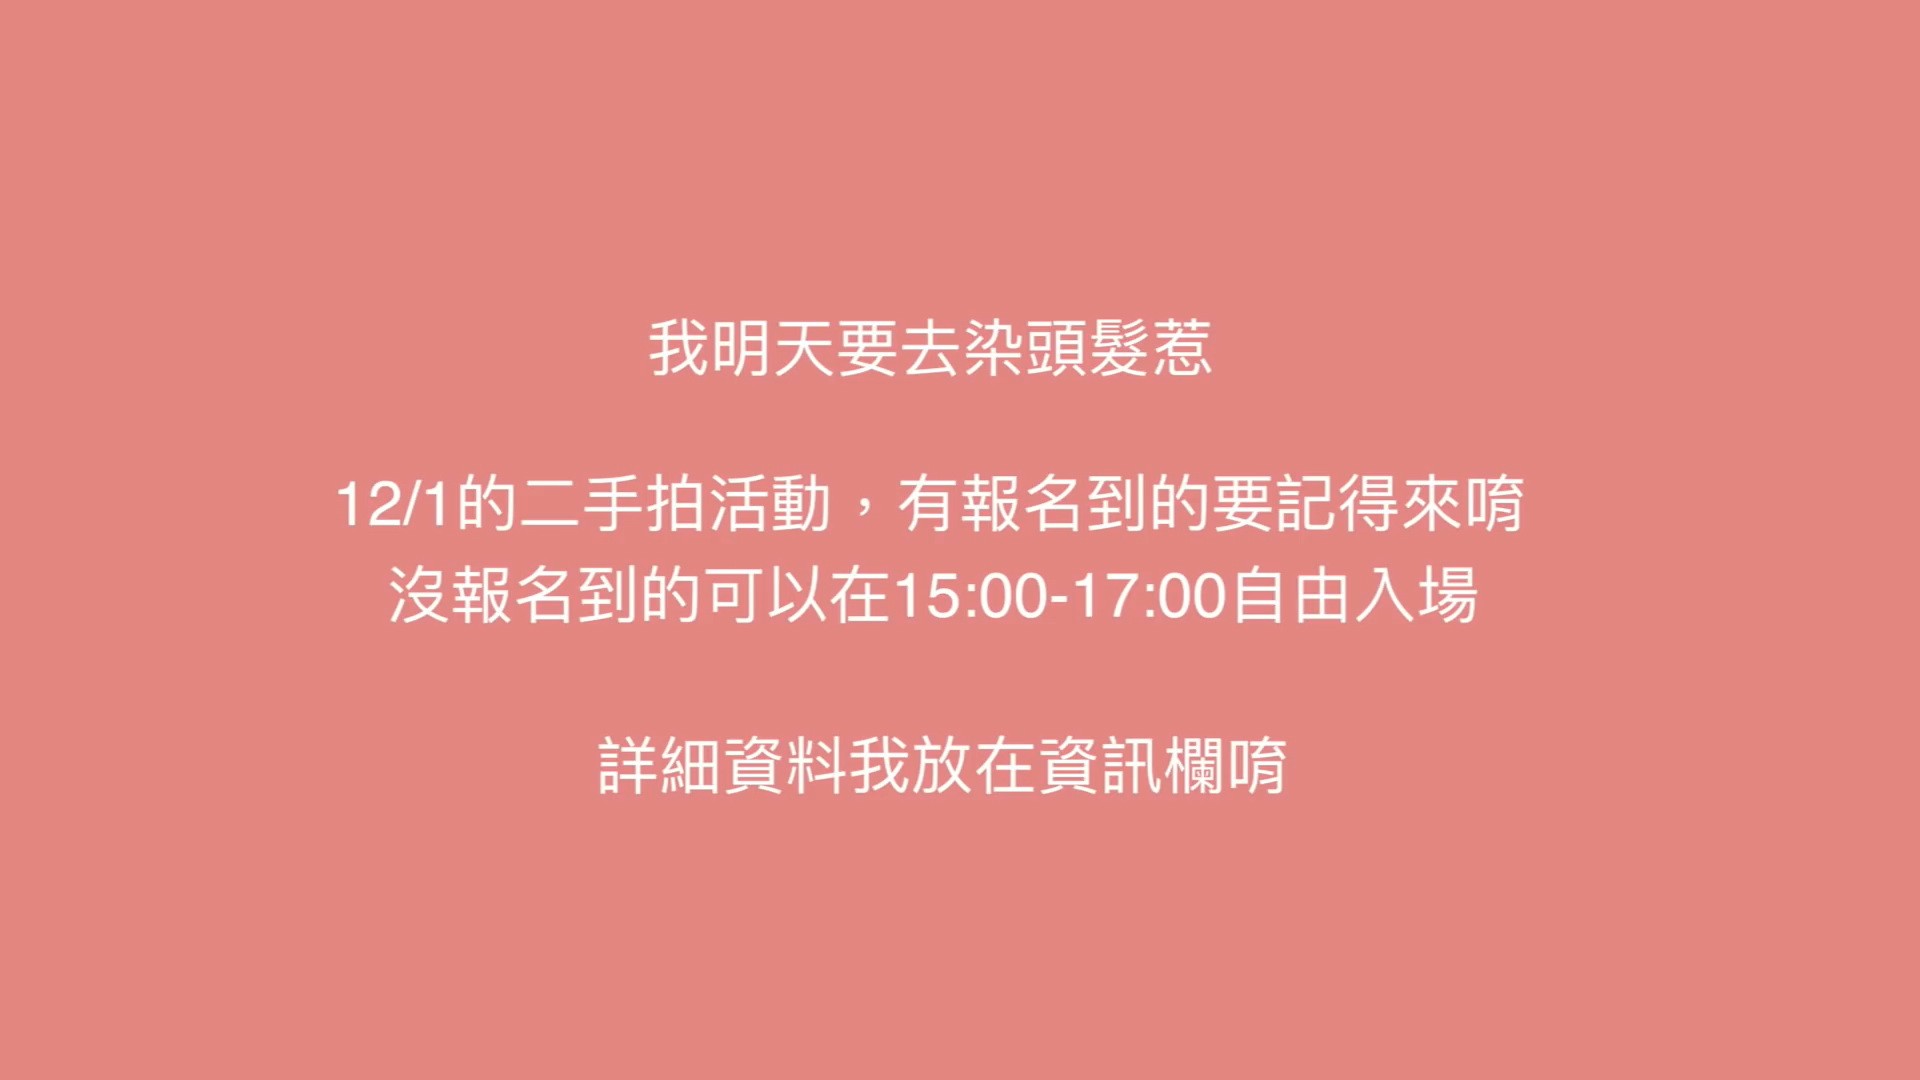 我明天要去染頭髮惹
12/1的二手拍活動，有報名到的要記得來唷
沒報名到的可以在15:00-17:00自由入場
詳細資料我放在資訊欄唷